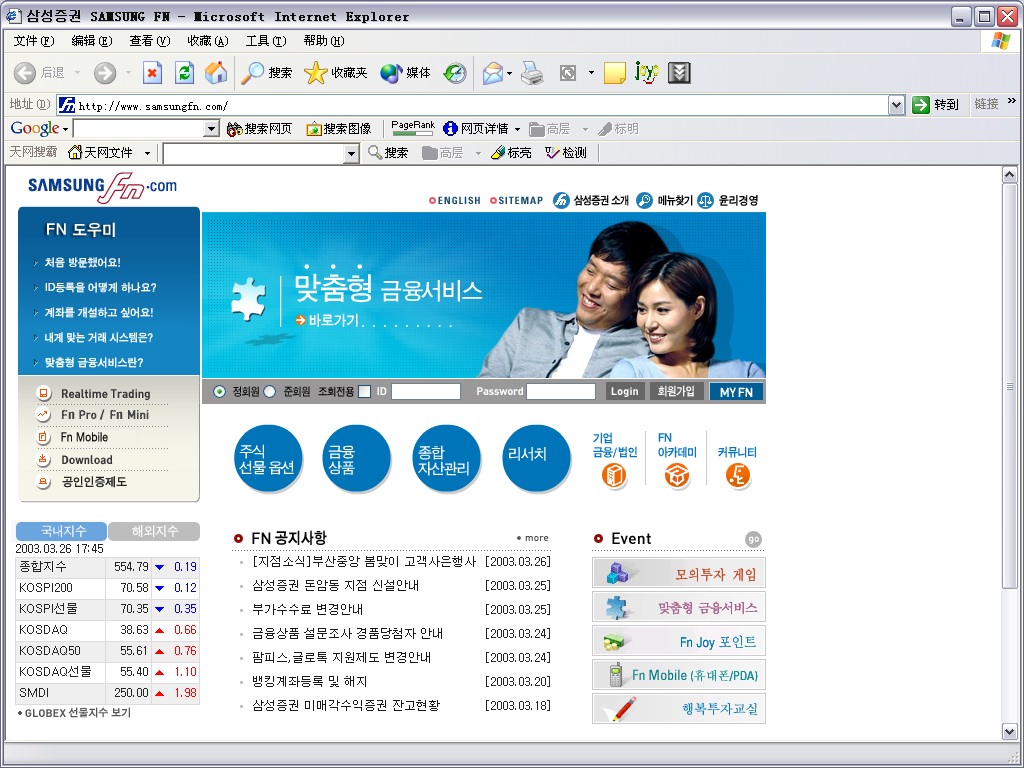 삼성증권 SAMSUNG FN - Microsoft Internet Explorer
文件(F) 编辑(E) 查看(V) 收藏(A) 工具(T) 帮助(H)
后退 搜索 收藏夹 媒体 joy
地址(D) http://www.samsungfn.com/ 转到 链接 »
Google 搜索网页 搜索图像 PageRank 网页详情 高层 标明
天网搜霸 天网文件 搜索 高层 标亮 检测
SAMSUNG fn.com
ENGLISH SITEMAP 삼성증권 소개 메뉴찾기 윤리경영
FN 도우미
처음 방문했어요!
ID등록을 어떻게 하나요?
계좌를 개설하고 싶어요!
내게 맞는 거래 시스템은?
맞춤형 금융서비스란?
맞춤형 금융서비스
바로가기 . . . . . . . . . .
정회원 준회원 조회전용 ID Password Login 회원가입 MY FN
Realtime Trading
Fn Pro / Fn Mini
Fn Mobile
Download
공인인증제도
주식
선물 옵션
금융
상품
종합
자산관리
리서치
기업
금융/법인
FN
아카데미
커뮤니티
국내지수 해외지수
2003.03.26 17:45
종합지수 554.79 ▼ 0.19
KOSPI200 70.58 ▼ 0.12
KOSPI선물 70.35 ▼ 0.35
KOSDAQ 38.63 ▲ 0.66
KOSDAQ50 55.61 ▲ 0.76
KOSDAQ선물 55.40 ▲ 1.10
SMDI 250.00 ▲ 1.98
GLOBEX 선물지수 보기
FN 공지사항 more
[지점소식]부산중앙 봄맞이 고객사은행사 [2003.03.26]
삼성증권 돈암동 지점 신설안내 [2003.03.25]
부가수수료 변경안내 [2003.03.25]
금융상품 설문조사 경품당첨자 안내 [2003.03.24]
팜피스,글로톡 지원제도 변경안내 [2003.03.24]
뱅킹계좌등록 및 해지 [2003.03.20]
삼성증권 미매각수익증권 잔고현황 [2003.03.18]
Event go
모의투자 게임
맞춤형 금융서비스
Fn Joy 포인트
Fn Mobile (휴대폰/PDA)
행복투자교실